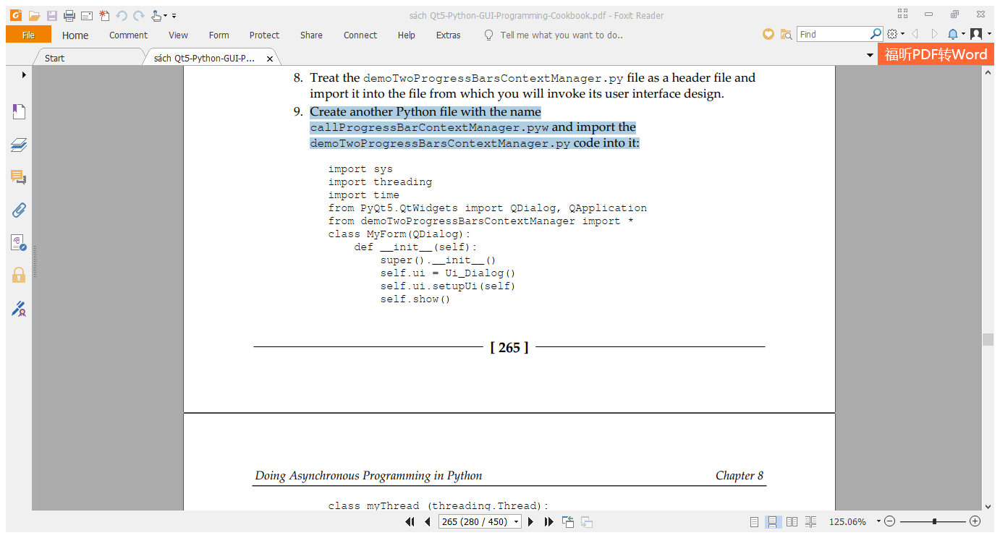 sách Qt5-Python-GUI-Programming-Cookbook.pdf - Foxit Reader
File Home Comment View Form Protect Share Connect Help Extras Tell me what you want to do.. Find
Start sách Qt5-Python-GUI-P... 福昕PDF转Word
8. Treat the demoTwoProgressBarsContextManager.py file as a header file and
import it into the file from which you will invoke its user interface design.
9. Create another Python file with the name
callProgressBarContextManager.pyw and import the
demoTwoProgressBarsContextManager.py code into it:
import sys
import threading
import time
from PyQt5.QtWidgets import QDialog, QApplication
from demoTwoProgressBarsContextManager import *
class MyForm(QDialog):
def __init__(self):
super().__init__()
self.ui = Ui_Dialog()
self.ui.setupUi(self)
self.show()
[ 265 ]
Doing Asynchronous Programming in Python Chapter 8
class myThread (threading.Thread):
265 (280 / 450) 125.06%